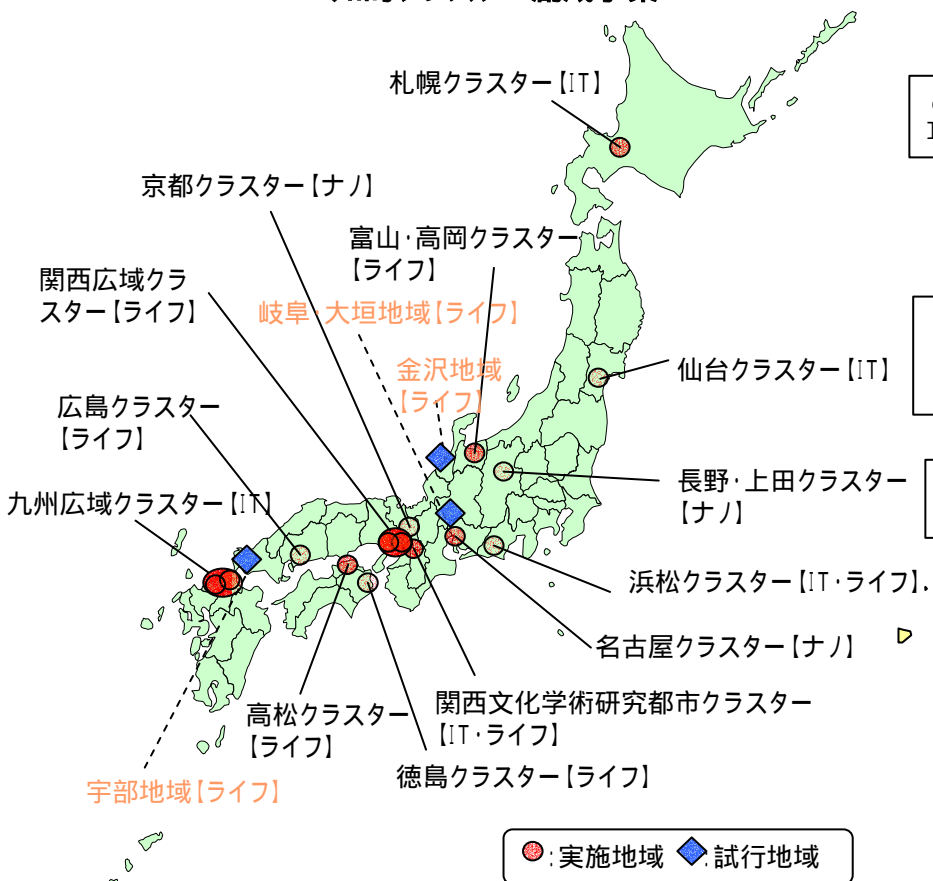 札幌クラスター【IT】
京都クラスター【ナノ】
富山・高岡クラスター
【ライフ】
関西広域クラ
スター【ライフ】
岐阜・大垣地域【ライフ】
金沢地域
【ライフ】
仙台クラスター【IT】
広島クラスター
【ライフ】
長野・上田クラスター
【ナノ】
九州広域クラスター【IT】
浜松クラスター【IT・ライフ】.
名古屋クラスター【ナノ】
関西文化学術研究都市クラスター
【IT・ライフ】
高松クラスター
【ライフ】
徳島クラスター【ライフ】
宇部地域【ライフ】
:実施地域 :試行地域